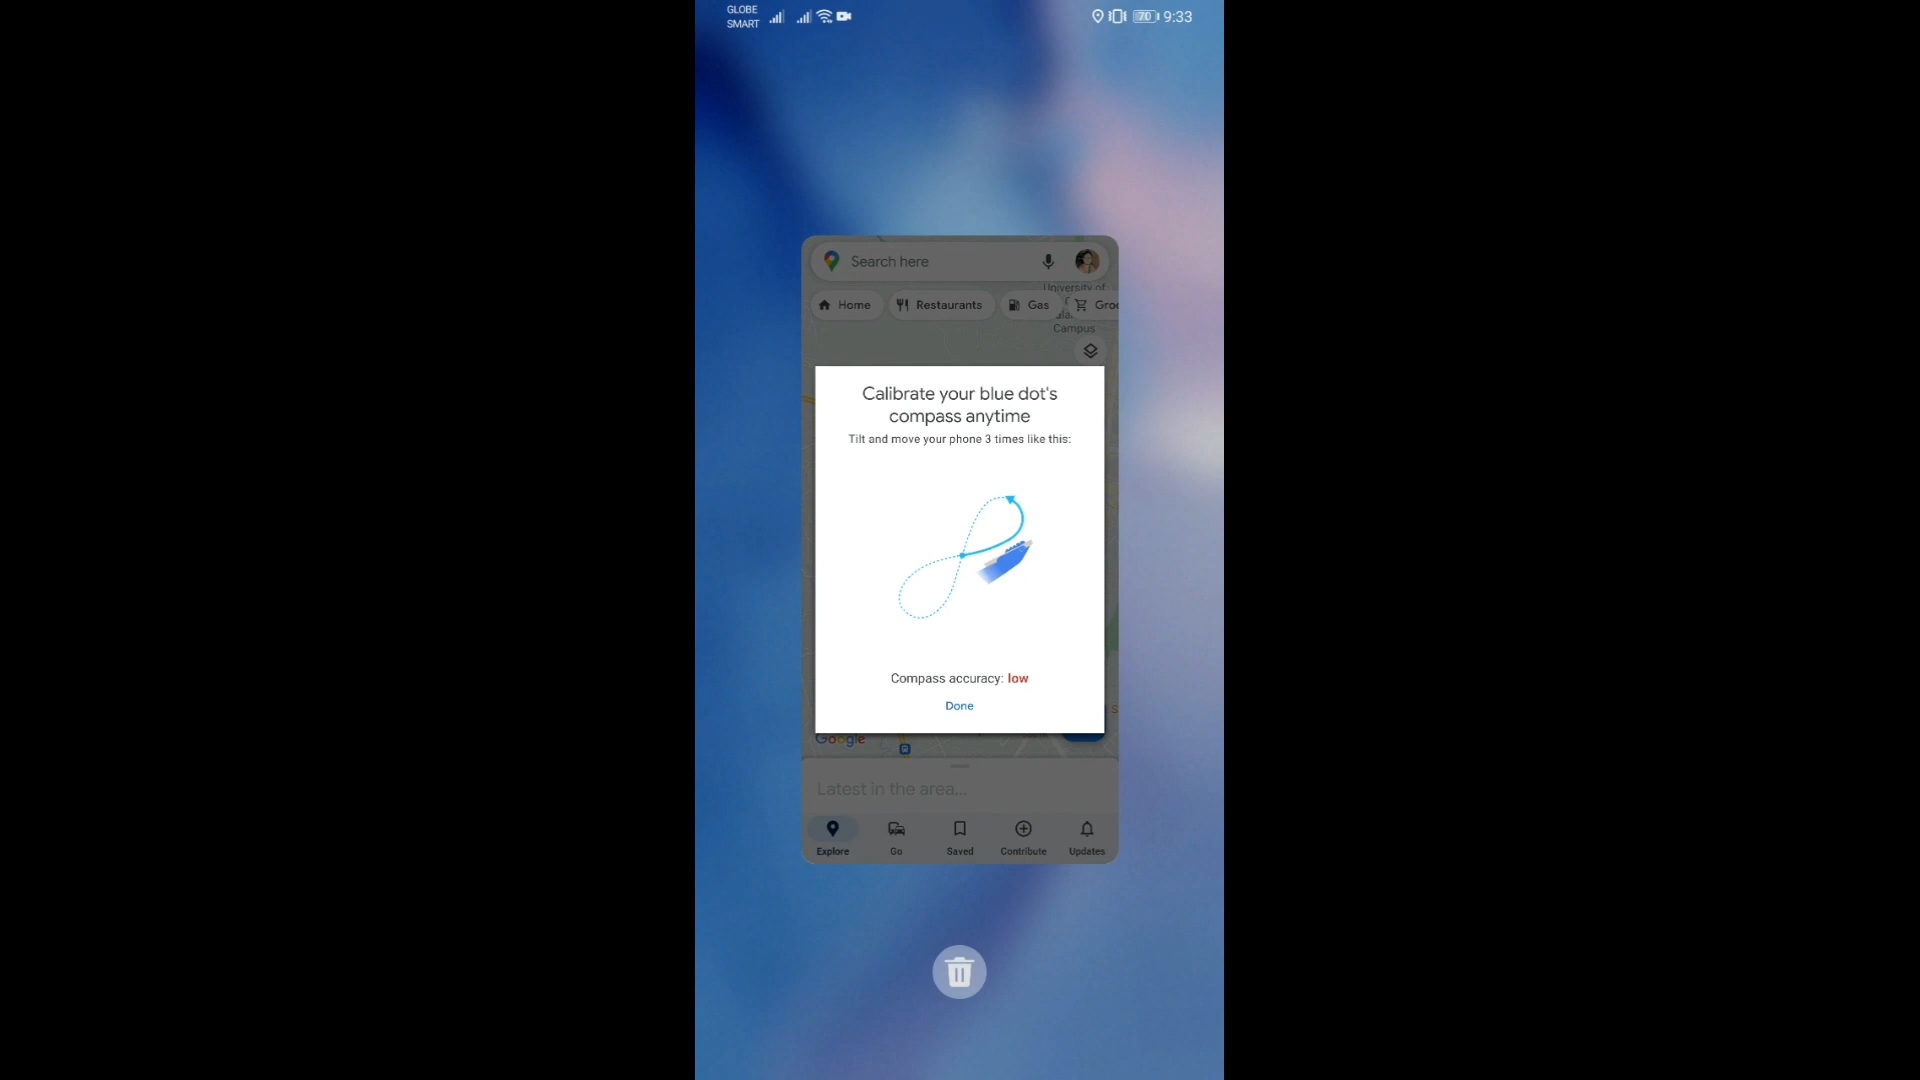 GLOBE
SMART
70 9:33
Search here
University of
Home Restaurants Gas Groc
Campus
Calibrate your blue dot's
compass anytime
Tilt and move your phone 3 times like this:
Compass accuracy: low
Done
Google
Latest in the area...
Explore Go Saved Contribute Updates